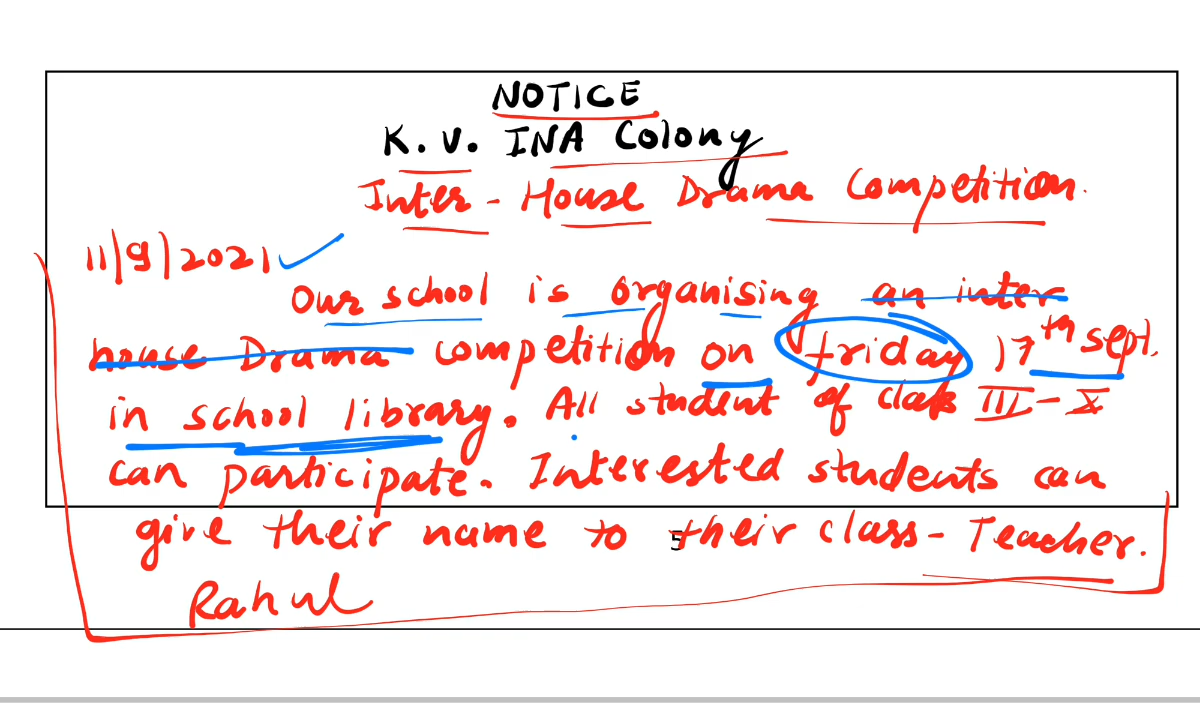 NOTICE
K. V. INA Colony
Inter - House Drama Competition.
11/9/2021
Our school is organising an inter
house Drama competition on friday 17th sept.
in school library. All student of class III - X
can participate. Interested students can
give their name to their class - Teacher.
5
Rahul